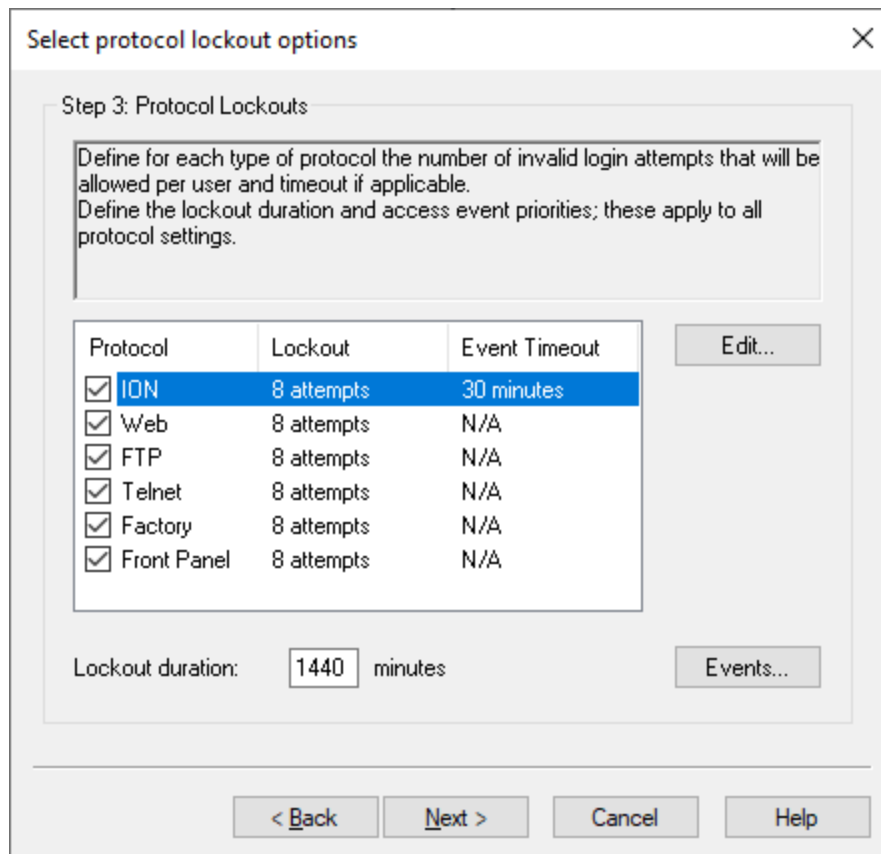 Select protocol lockout options
Step 3: Protocol Lockouts
Define for each type of protocol the number of invalid login attempts that will be
allowed per user and timeout if applicable.
Define the lockout duration and access event priorities; these apply to all
protocol settings.
Protocol Lockout Event Timeout
ION 8 attempts 30 minutes
Web 8 attempts N/A
FTP 8 attempts N/A
Telnet 8 attempts N/A
Factory 8 attempts N/A
Front Panel 8 attempts N/A
Edit...
Lockout duration: 1440 minutes
Events...
< Back Next > Cancel Help